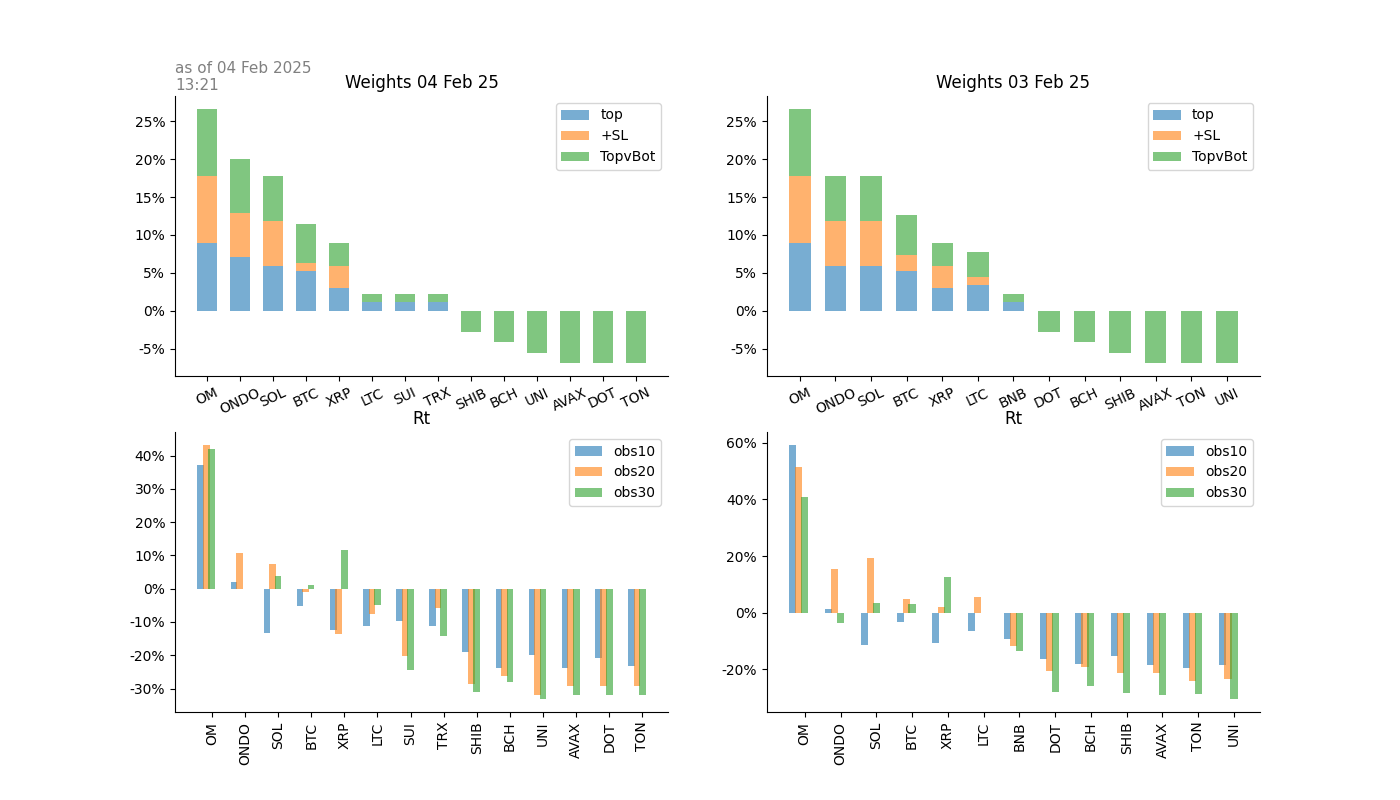 as of 04 Feb 2025
13:21
Weights 04 Feb 25
25%
20%
15%
10%
5%
0%
-5%
top
+SL
TopvBot
OM ONDO SOL BTC XRP LTC SUI TRX SHIB BCH UNI AVAX DOT TON
Weights 03 Feb 25
25%
20%
15%
10%
5%
0%
-5%
top
+SL
TopvBot
OM ONDO SOL BTC XRP LTC BNB DOT BCH SHIB AVAX TON UNI
Rt
40%
30%
20%
10%
0%
-10%
-20%
-30%
obs10
obs20
obs30
OM ONDO SOL BTC XRP LTC SUI TRX SHIB BCH UNI AVAX DOT TON
Rt
60%
40%
20%
0%
-20%
obs10
obs20
obs30
OM ONDO SOL BTC XRP LTC BNB DOT BCH SHIB AVAX TON UNI